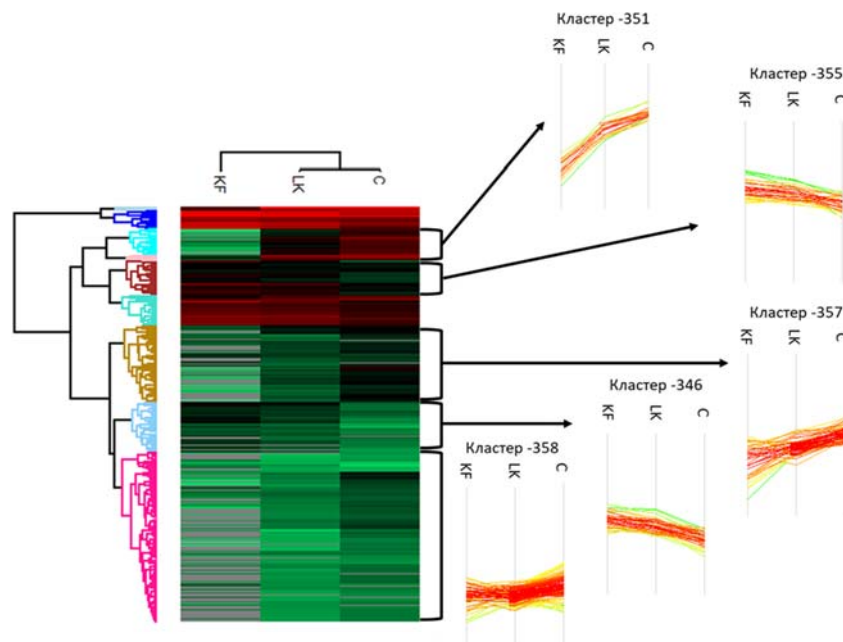 Кластер -351
KF
LK
C
Кластер -355
KF
LK
C
KF
LK
C
Кластер -357
KF
LK
C
Кластер -346
KF
LK
C
Кластер -358
KF
LK
C